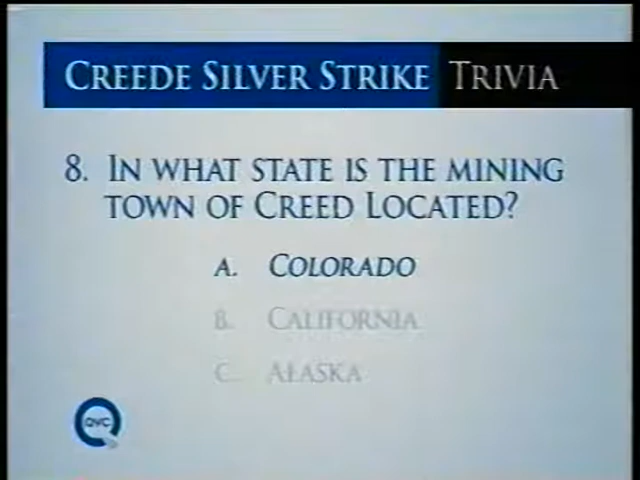 CREEDE SILVER STRIKE TRIVIA
8. IN WHAT STATE IS THE MINING
TOWN OF CREED LOCATED?
A. COLORADO
B. CALIFORNIA
C. ALASKA
QVC